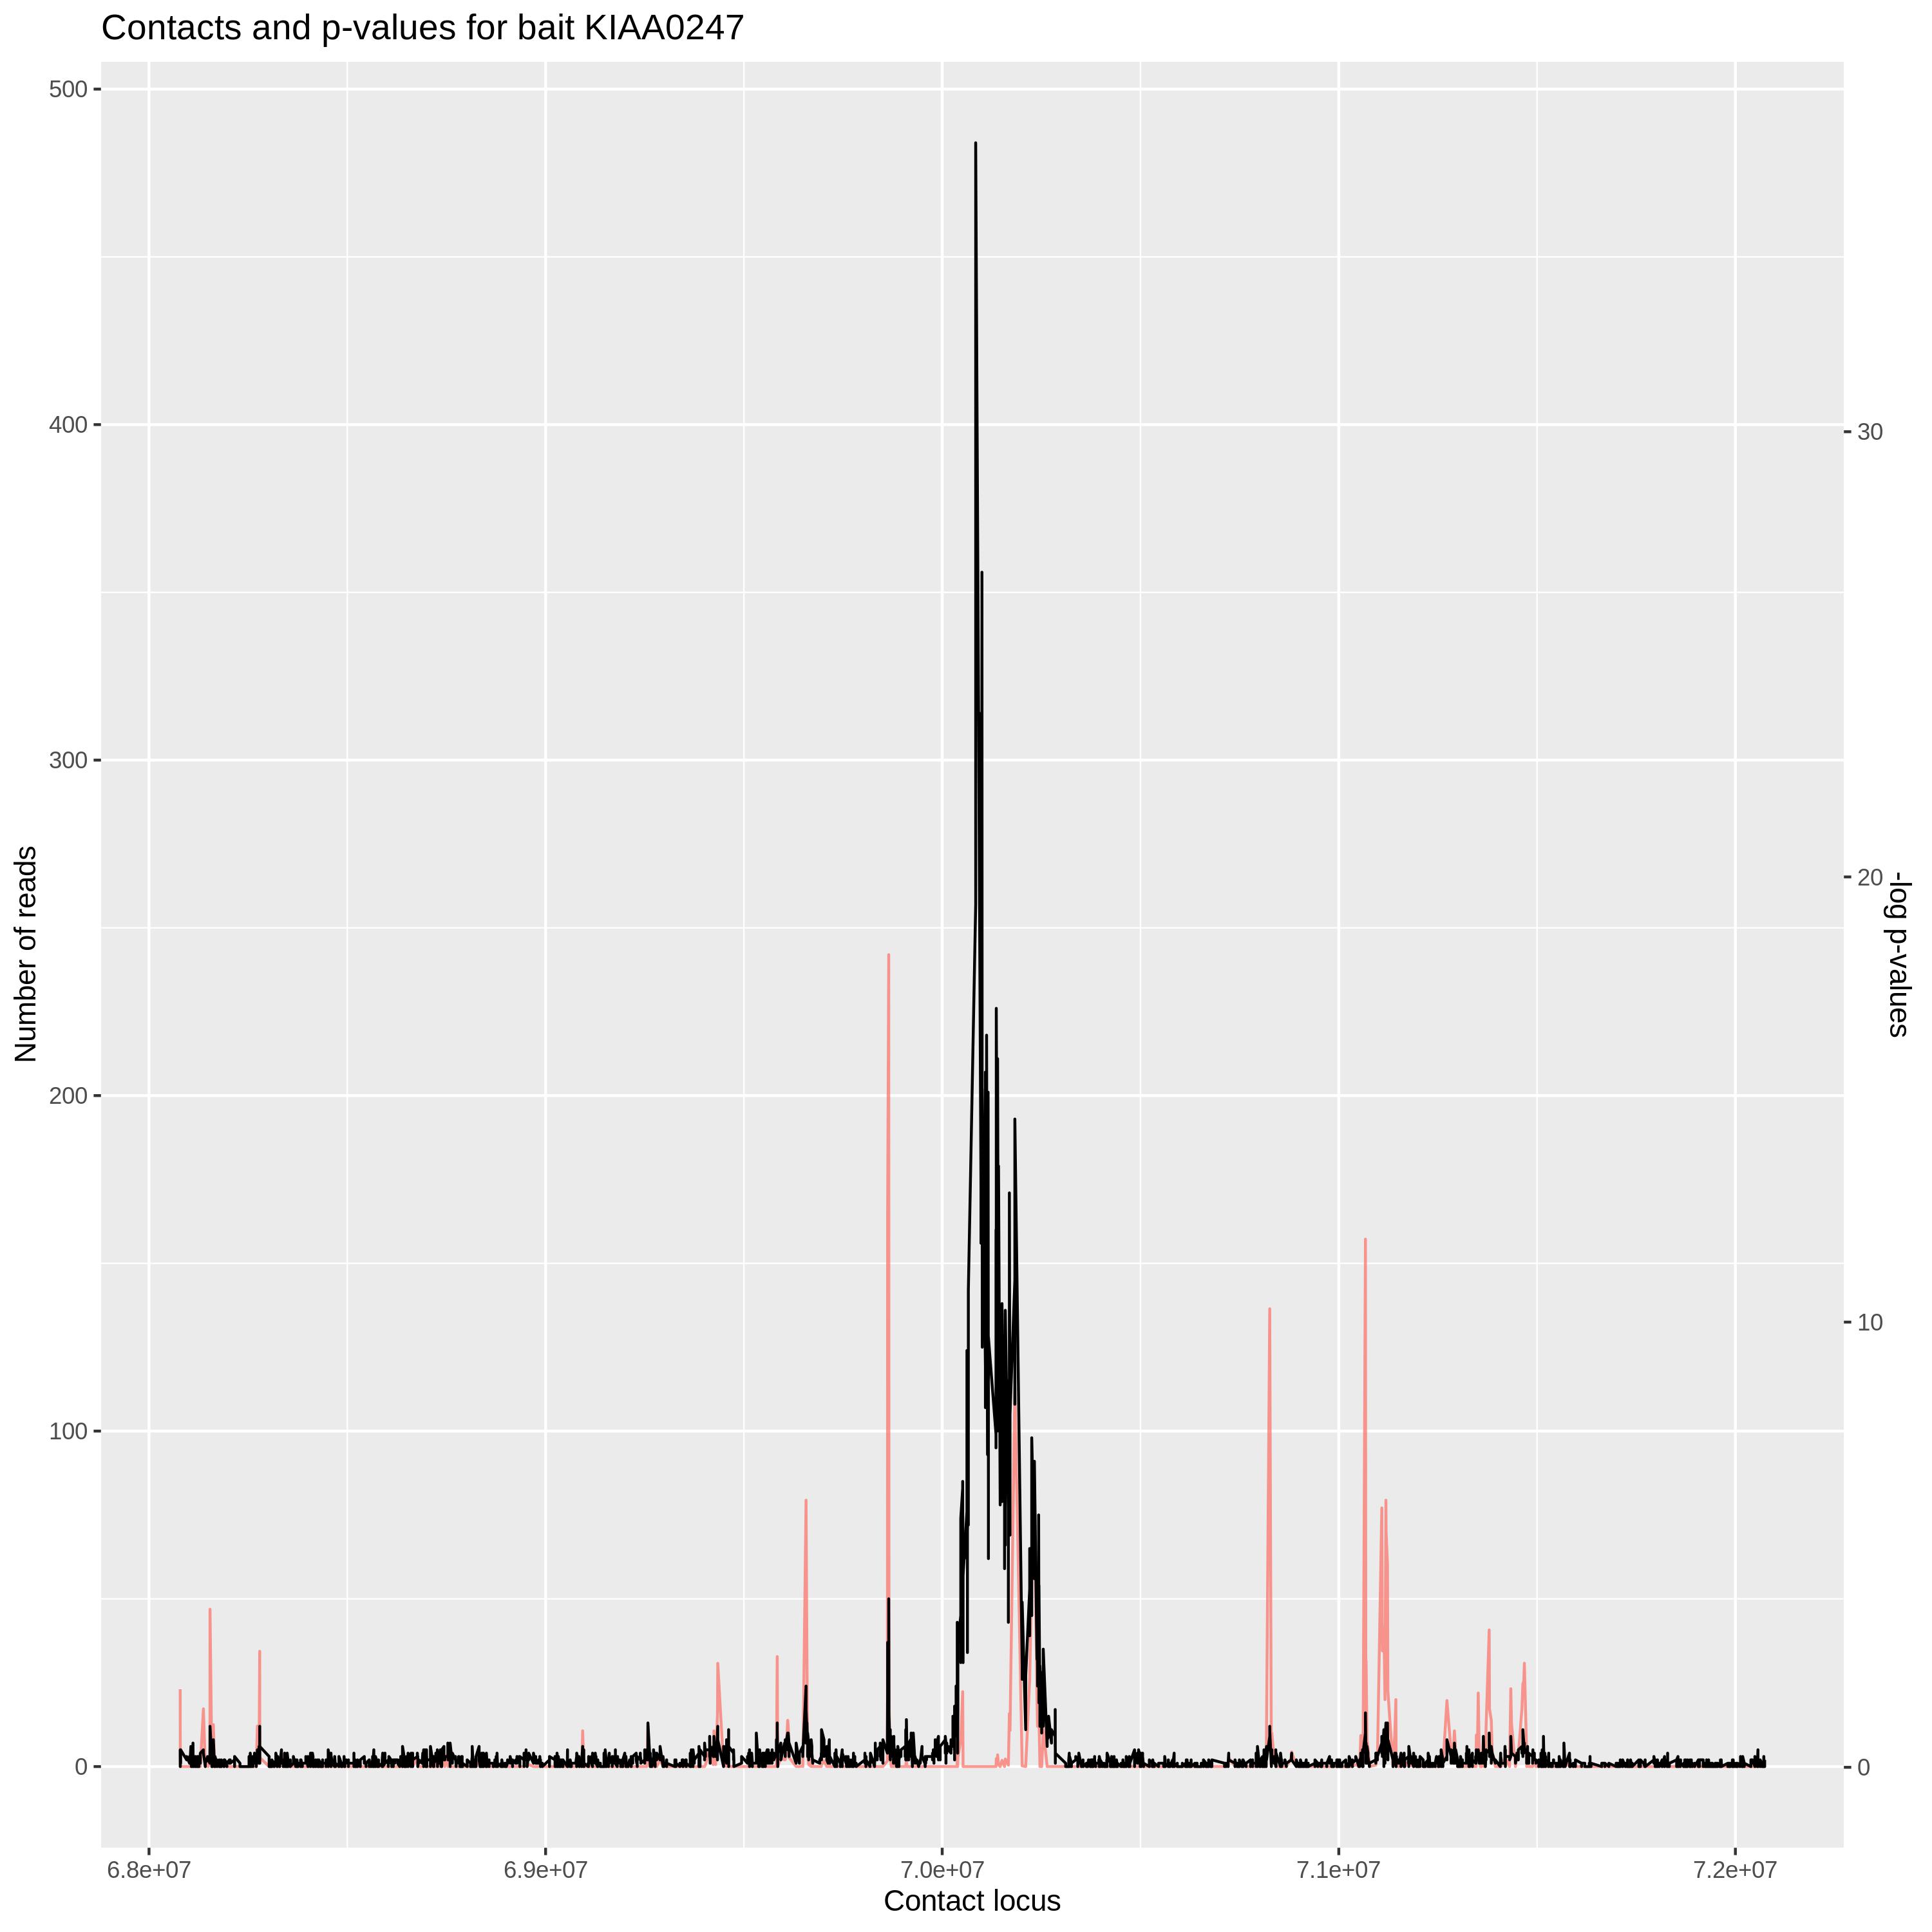 Contacts and p-values for bait KIAA0247
500
400
300
200
100
0
Number of reads
30
20
10
0
-log p-values
6.8e+07 6.9e+07 7.0e+07 7.1e+07 7.2e+07
Contact locus